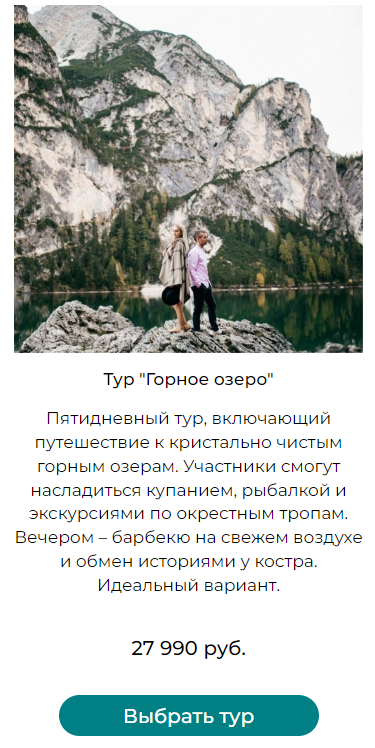 Тур "Горное озеро"
Пятидневный тур, включающий
путешествие к кристально чистым
горным озерам. Участники смогут
насладиться купанием, рыбалкой и
экскурсиями по окрестным тропам.
Вечером – барбекю на свежем воздухе
и обмен историями у костра.
Идеальный вариант.
27 990 руб.
Выбрать тур